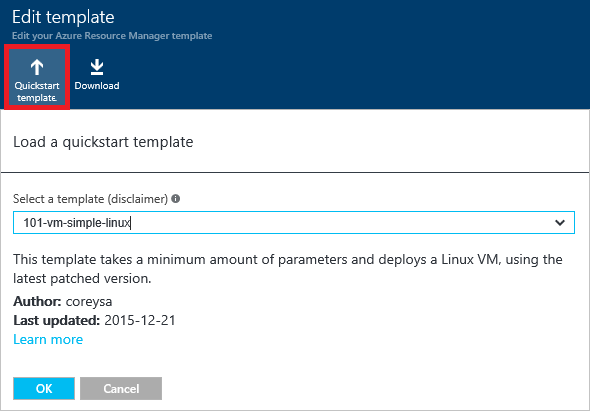 Edit template
Edit your Azure Resource Manager template
Quickstart
template
Download
Load a quickstart template
Select a template (disclaimer)
101-vm-simple-linux
This template takes a minimum amount of parameters and deploys a Linux VM, using the
latest patched version.
Author: coreysa
Last updated: 2015-12-21
Learn more
OK
Cancel